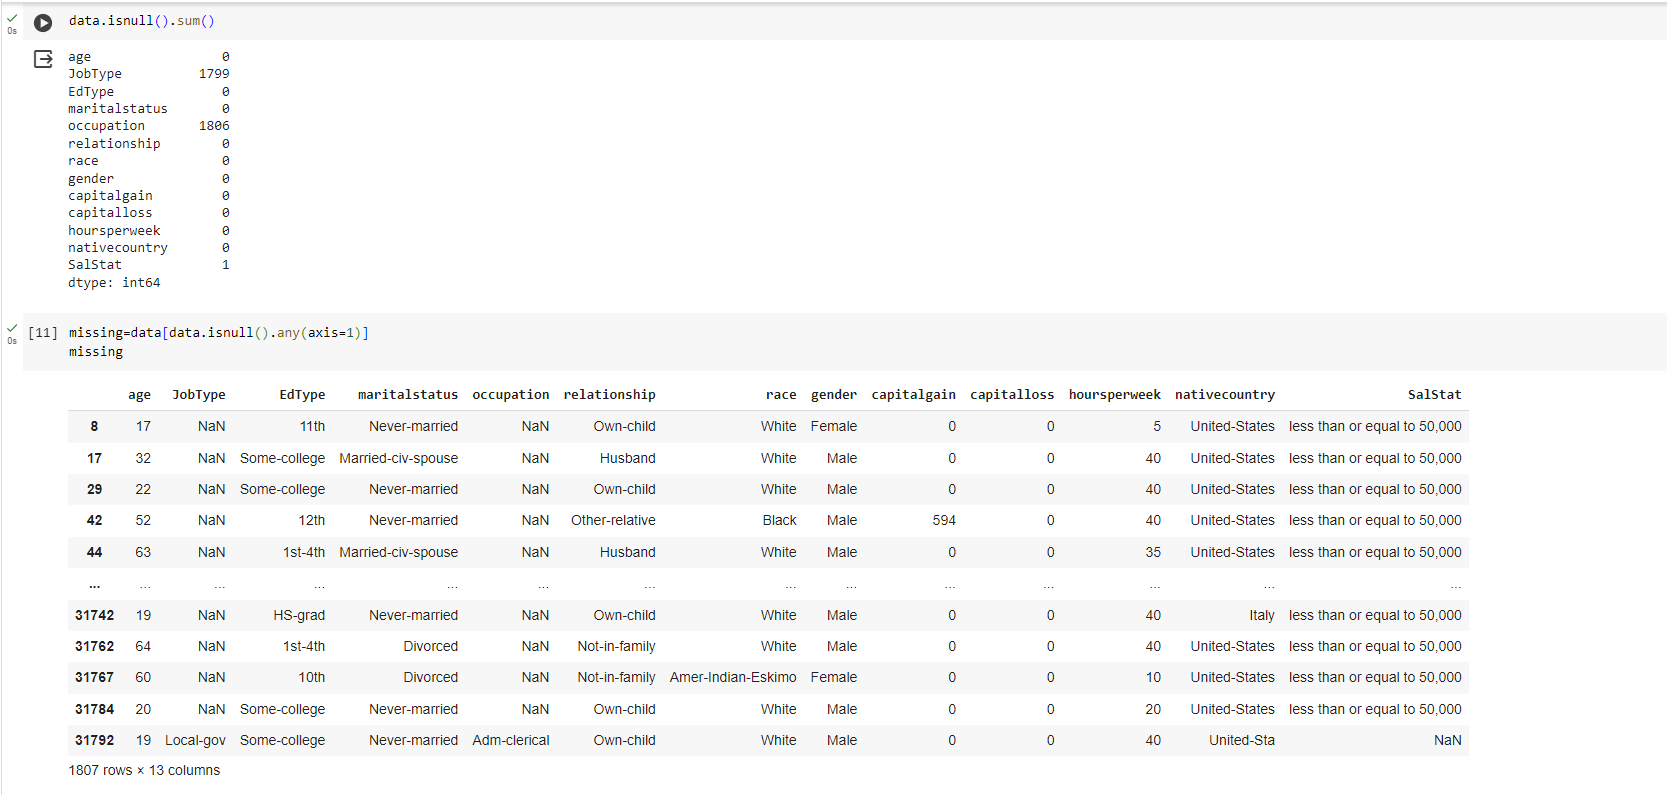 data.isnull().sum()
0s
age 0
JobType 1799
EdType 0
maritalstatus 0
occupation 1806
relationship 0
race 0
gender 0
capitalgain 0
capitalloss 0
hoursperweek 0
nativecountry 0
SalStat 1
dtype: int64
[11] missing=data[data.isnull().any(axis=1)]
0s
missing
age JobType EdType maritalstatus occupation relationship race gender capitalgain capitalloss hoursperweek nativecountry SalStat
8 17 NaN 11th Never-married NaN Own-child White Female 0 0 5 United-States less than or equal to 50,000
17 32 NaN Some-college Married-civ-spouse NaN Husband White Male 0 0 40 United-States less than or equal to 50,000
29 22 NaN Some-college Never-married NaN Own-child White Male 0 0 40 United-States less than or equal to 50,000
42 52 NaN 12th Never-married NaN Other-relative Black Male 594 0 40 United-States less than or equal to 50,000
44 63 NaN 1st-4th Married-civ-spouse NaN Husband White Male 0 0 35 United-States less than or equal to 50,000
... ... ... ... ... ... ... ... ... ... ... ... ... ...
31742 19 NaN HS-grad Never-married NaN Own-child White Male 0 0 40 Italy less than or equal to 50,000
31762 64 NaN 1st-4th Divorced NaN Not-in-family White Male 0 0 40 United-States less than or equal to 50,000
31767 60 NaN 10th Divorced NaN Not-in-family Amer-Indian-Eskimo Female 0 0 10 United-States less than or equal to 50,000
31784 20 NaN Some-college Never-married NaN Own-child White Male 0 0 20 United-States less than or equal to 50,000
31792 19 Local-gov Some-college Never-married Adm-clerical Own-child White Male 0 0 40 United-Sta NaN
1807 rows × 13 columns